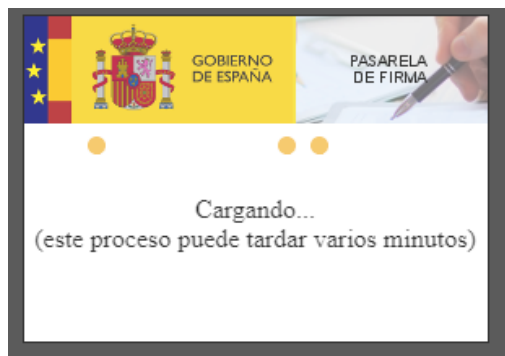 GOBIERNO
DE ESPAÑA
PASARELA
DE FIRMA
Cargando...
(este proceso puede tardar varios minutos)